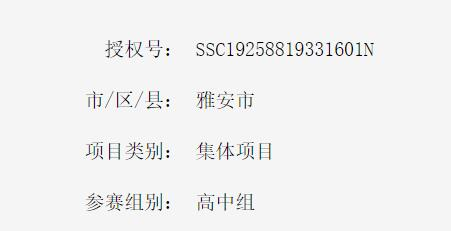 授权号： SSC19258819331601N
市/区/县： 雅安市
项目类别： 集体项目
参赛组别： 高中组